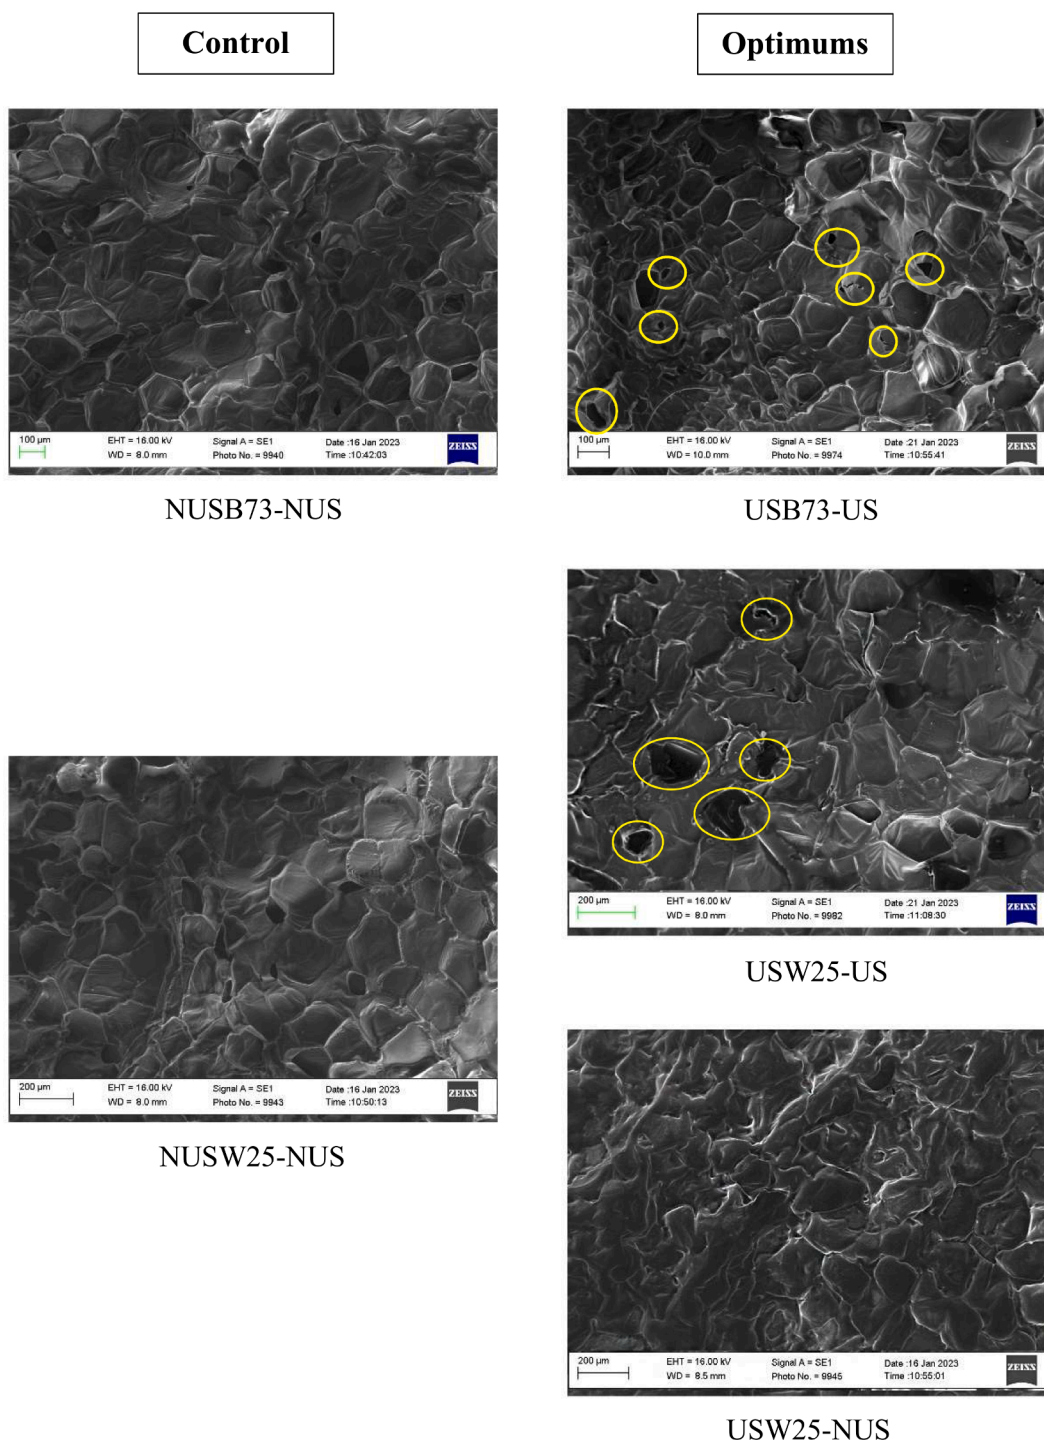 Control
Optimums
100 µm
EHT = 16.00 kV
Signal A = SE1
Date :16 Jan 2023
WD = 8.0 mm
Photo No. = 9940
Time :10:42:03
ZEISS
NUSB73-NUS
100 µm
EHT = 16.00 kV
Signal A = SE1
Date :21 Jan 2023
WD = 10.0 mm
Photo No. = 9974
Time :10:55:41
ZEISS
USB73-US
200 µm
EHT = 16.00 kV
Signal A = SE1
Date :21 Jan 2023
WD = 8.0 mm
Photo No. = 9982
Time :11:08:30
ZEISS
USW25-US
200 µm
EHT = 16.00 kV
Signal A = SE1
Date :16 Jan 2023
WD = 8.0 mm
Photo No. = 9943
Time :10:50:13
ZEISS
NUSW25-NUS
200 µm
EHT = 16.00 kV
Signal A = SE1
Date :16 Jan 2023
WD = 8.5 mm
Photo No. = 9945
Time :10:55:01
ZEISS
USW25-NUS